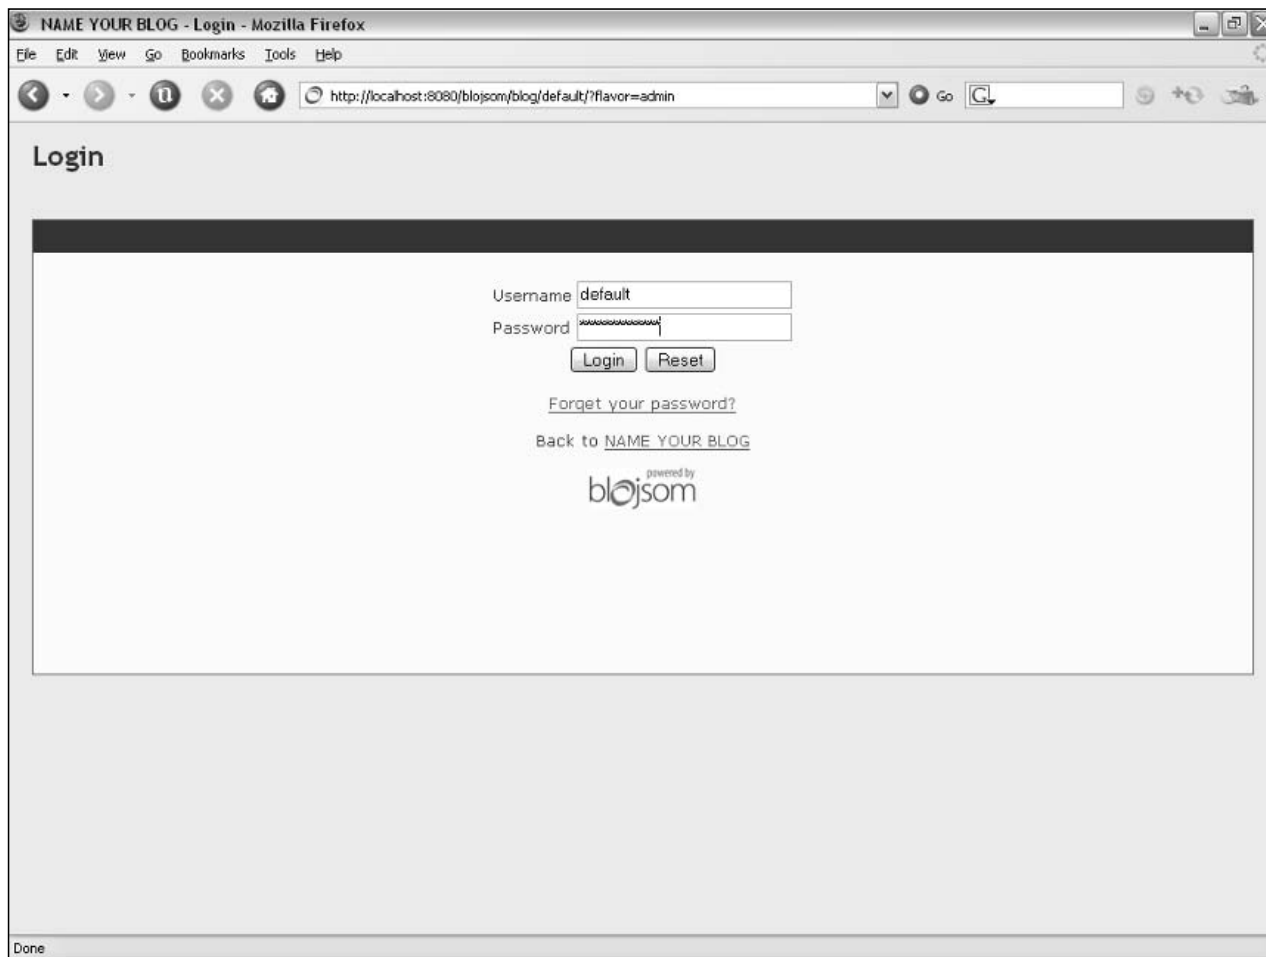 NAME YOUR BLOG - Login - Mozilla Firefox
File Edit View Go Bookmarks Tools Help
http://localhost:8080/blojsom/blog/default/?flavor=admin Go G
Login
Username default
Password *************
Login Reset
Forget your password?
Back to NAME YOUR BLOG
powered by
blojsom
Done